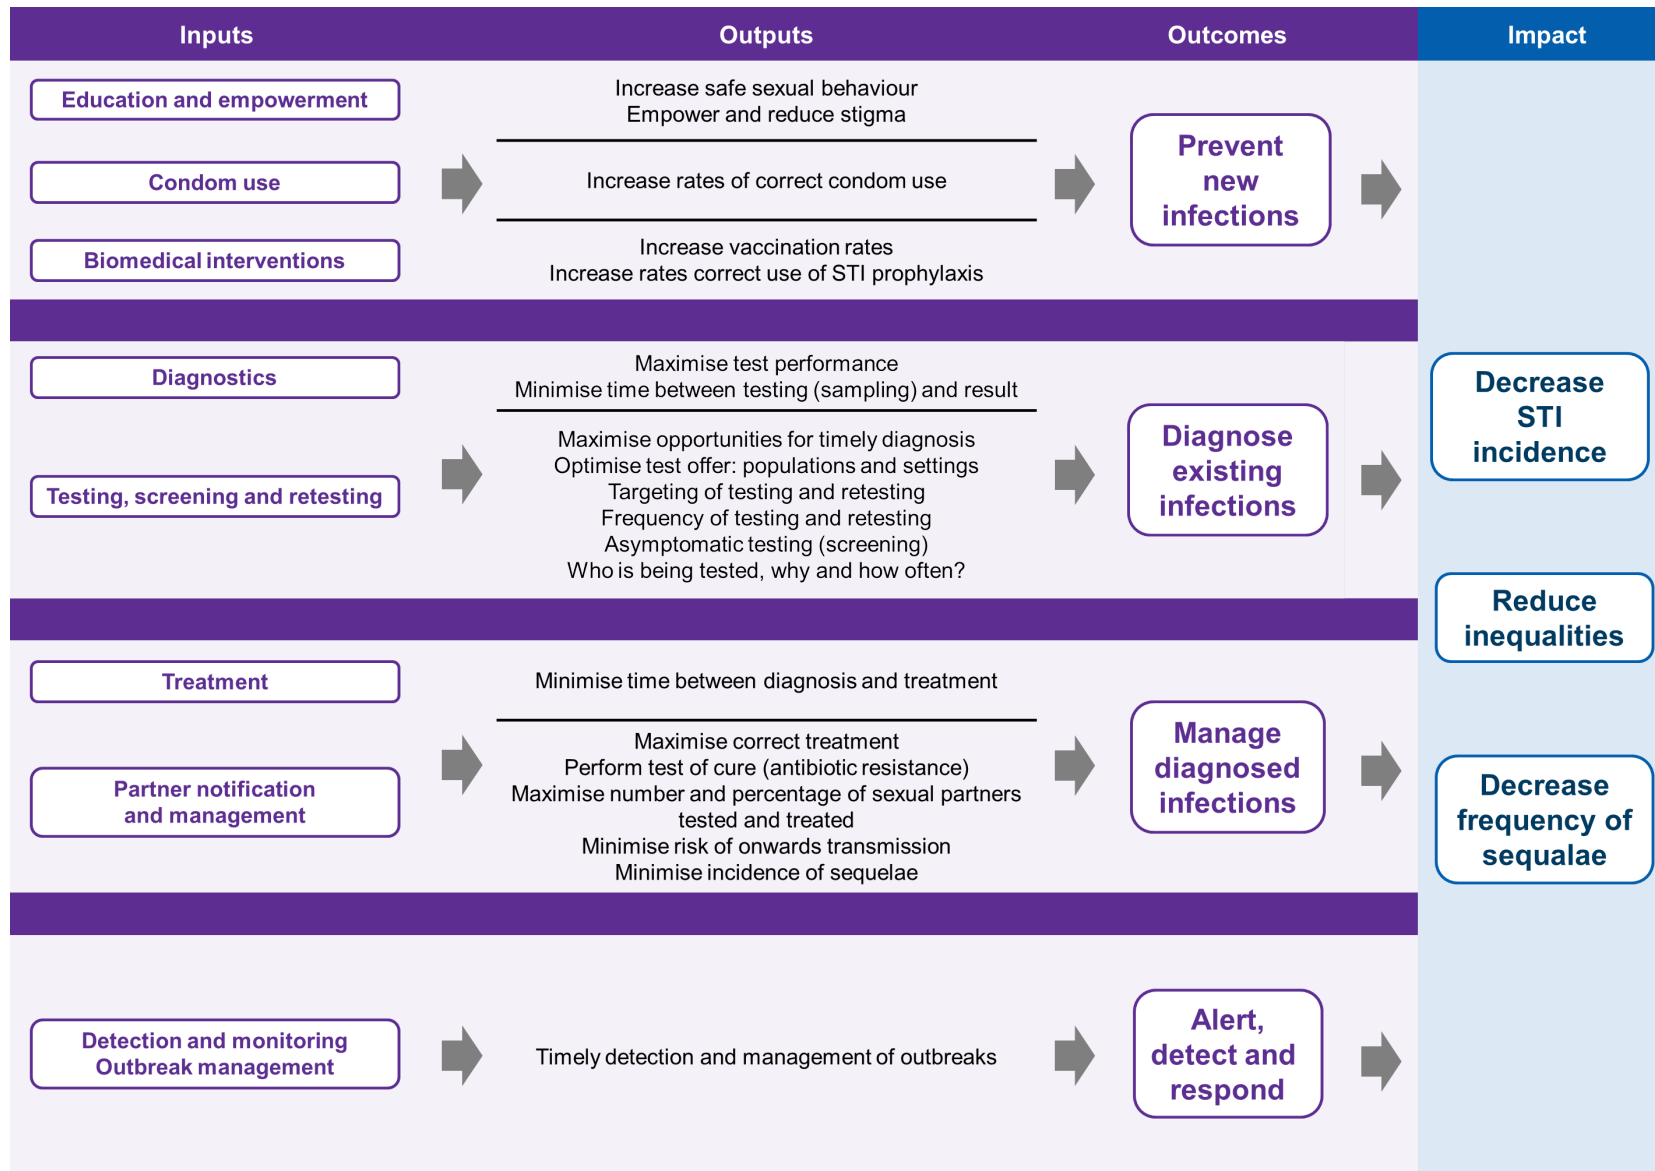 Inputs
Outputs
Outcomes
Impact
Education and empowerment
Condom use
Biomedical interventions
Increase safe sexual behaviour
Empower and reduce stigma
Increase rates of correct condom use
Increase vaccination rates
Increase rates correct use of STI prophylaxis
Prevent
new
infections
Diagnostics
Testing, screening and retesting
Maximise test performance
Minimise time between testing (sampling) and result
Maximise opportunities for timely diagnosis
Optimise test offer: populations and settings
Targeting of testing and retesting
Frequency of testing and retesting
Asymptomatic testing (screening)
Who is being tested, why and how often?
Diagnose
existing
infections
Treatment
Partner notification
and management
Minimise time between diagnosis and treatment
Maximise correct treatment
Perform test of cure (antibiotic resistance)
Maximise number and percentage of sexual partners
tested and treated
Minimise risk of onwards transmission
Minimise incidence of sequelae
Manage
diagnosed
infections
Detection and monitoring
Outbreak management
Timely detection and management of outbreaks
Alert,
detect and
respond
Decrease
STI
incidence
Reduce
inequalities
Decrease
frequency of
sequalae